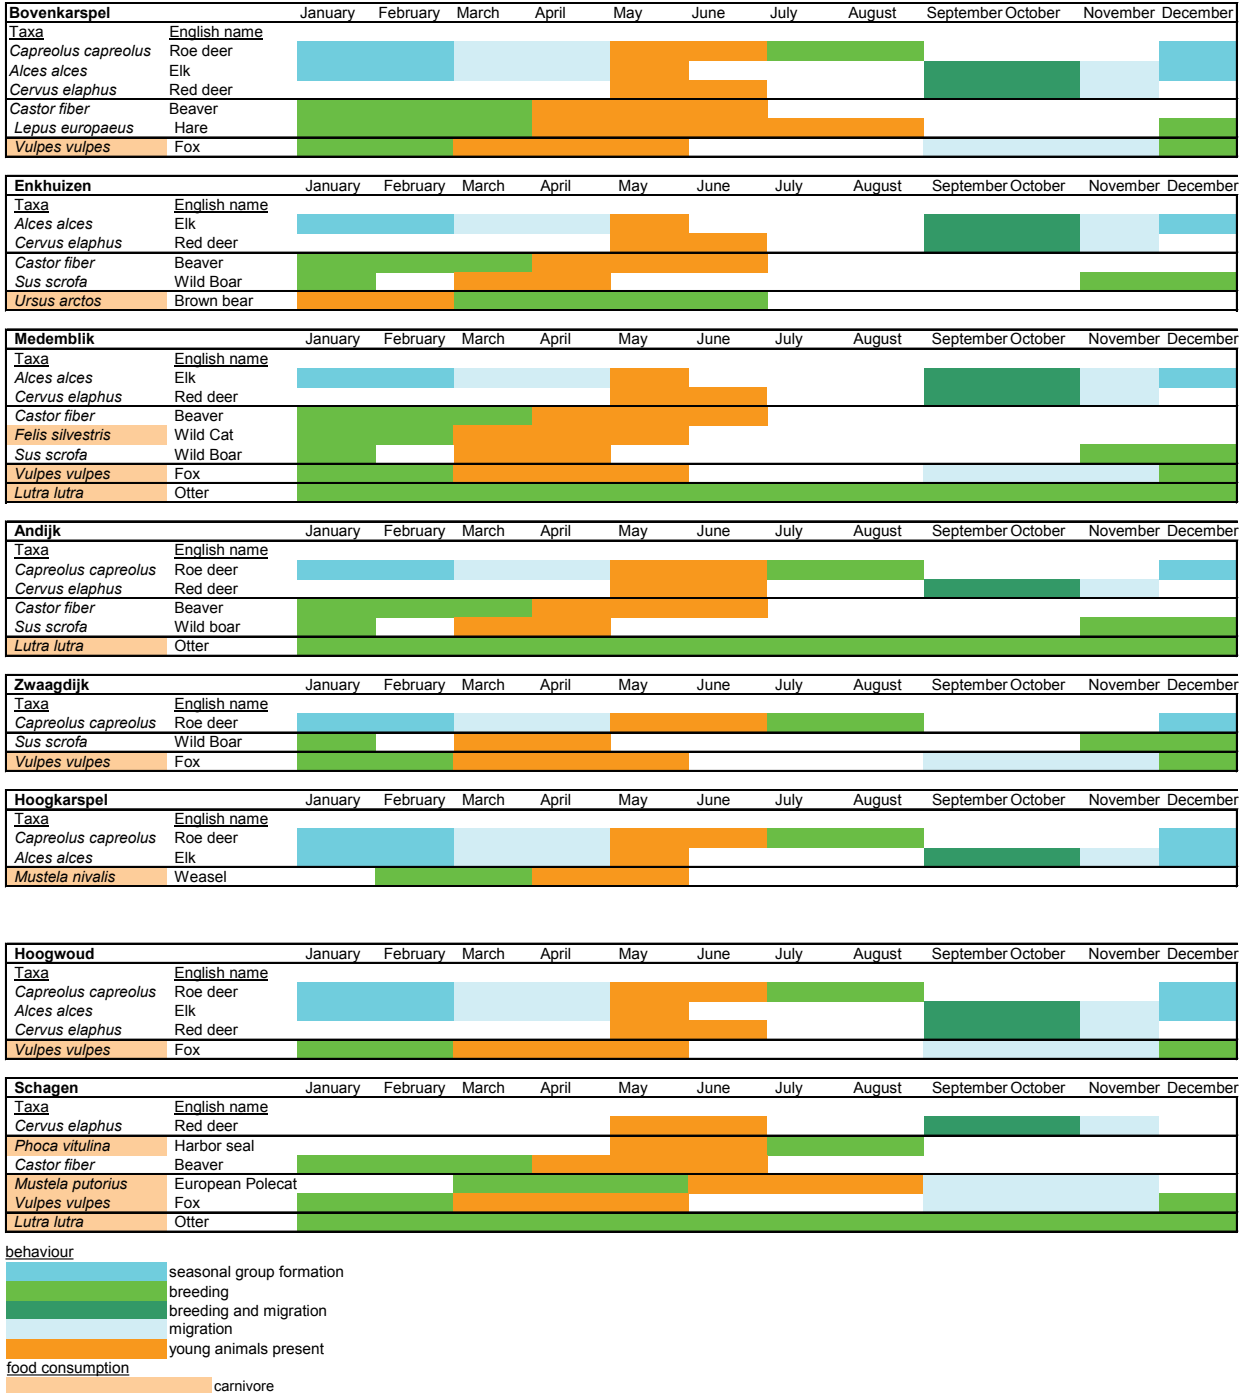 Bovenkarspel January February March April May June July August September October November December
Taxa English name
Capreolus capreolus Roe deer
Alces alces Elk
Cervus elaphus Red deer
Castor fiber Beaver
Lepus europaeus Hare
Vulpes vulpes Fox
Enkhuizen January February March April May June July August September October November December
Taxa English name
Alces alces Elk
Cervus elaphus Red deer
Castor fiber Beaver
Sus scrofa Wild Boar
Ursus arctos Brown bear
Medemblik January February March April May June July August September October November December
Taxa English name
Alces alces Elk
Cervus elaphus Red deer
Castor fiber Beaver
Felis silvestris Wild Cat
Sus scrofa Wild Boar
Vulpes vulpes Fox
Lutra lutra Otter
Andijk January February March April May June July August September October November December
Taxa English name
Capreolus capreolus Roe deer
Cervus elaphus Red deer
Castor fiber Beaver
Sus scrofa Wild boar
Lutra lutra Otter
Zwaagdijk January February March April May June July August September October November December
Taxa English name
Capreolus capreolus Roe deer
Sus scrofa Wild Boar
Vulpes vulpes Fox
Hoogkarspel January February March April May June July August September October November December
Taxa English name
Capreolus capreolus Roe deer
Alces alces Elk
Mustela nivalis Weasel
Hoogwoud January February March April May June July August September October November December
Taxa English name
Capreolus capreolus Roe deer
Alces alces Elk
Cervus elaphus Red deer
Vulpes vulpes Fox
Schagen January February March April May June July August September October November December
Taxa English name
Cervus elaphus Red deer
Phoca vitulina Harbor seal
Castor fiber Beaver
Mustela putorius European Polecat
Vulpes vulpes Fox
Lutra lutra Otter
behaviour
seasonal group formation
breeding
breeding and migration
migration
young animals present
food consumption
carnivore